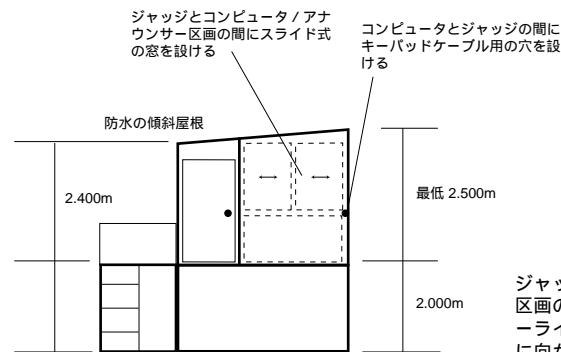 ジャッジとコンピュータ / アナ
ウンサー区画の間にスライド式
の窓を設ける
コンピュータとジャッジの間に
キーパッドケーブル用の穴を設
ける
防水の傾斜屋根
2.400m
最低 2.500m
2.000m
ジャッ
区画の
ーライ